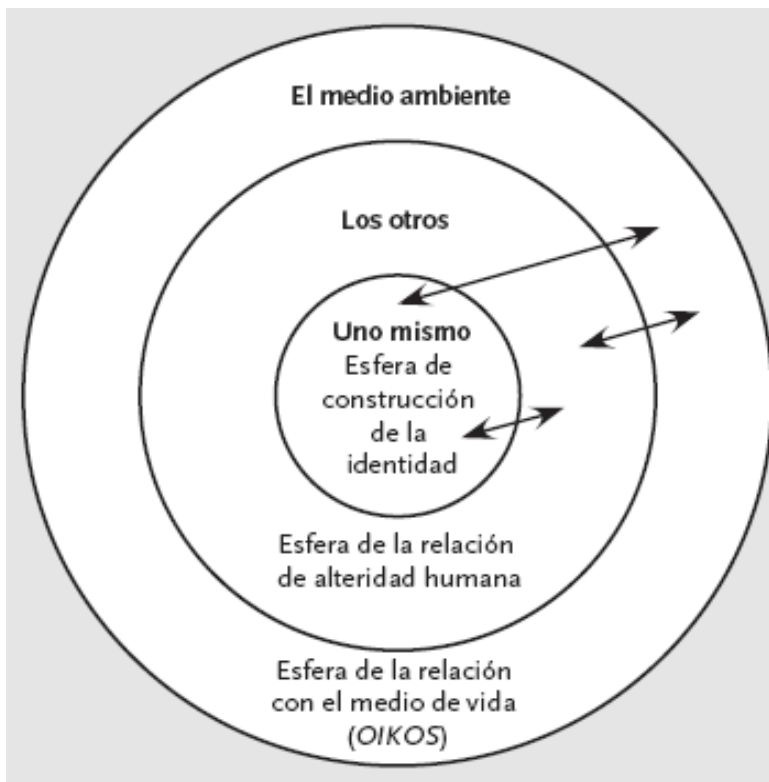 El medio ambiente
Los otros
Uno mismo
Esfera de
construcción
de la
identidad
Esfera de la relación
de alteridad humana
Esfera de la relación
con el medio de vida
(OIKOS)